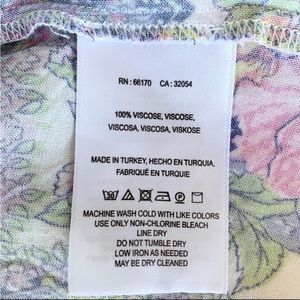 RN : 66170 CA : 32054
100% VISCOSE, VISCOSE,
VISCOSA, VISCOSA, VISKOSE
MADE IN TURKEY, HECHO EN TURQUIA,
FABRIQUÉ EN TURQUIE
MACHINE WASH COLD WITH LIKE COLORS
USE ONLY NON-CHLORINE BLEACH
LINE DRY
DO NOT TUMBLE DRY
LOW IRON AS NEEDED
MAY BE DRY CLEANED